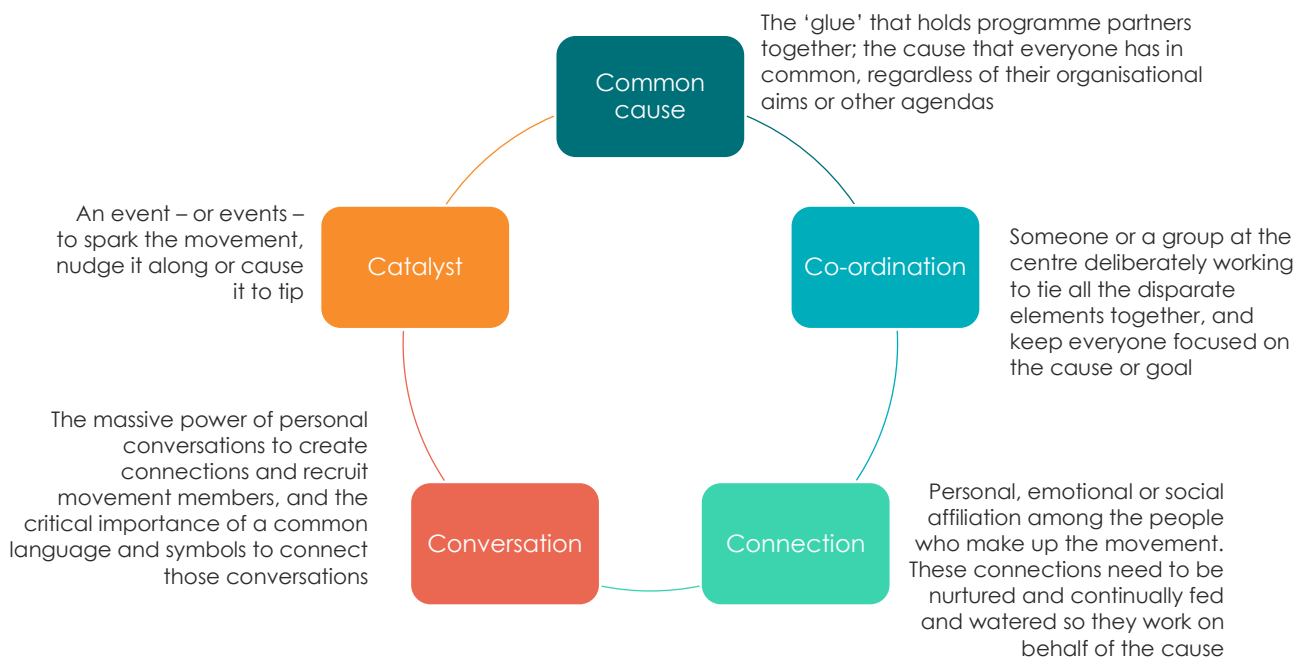 The ‘glue’ that holds programme partners
together; the cause that everyone has in
common, regardless of their organisational
aims or other agendas
Common
cause
An event – or events –
to spark the movement,
nudge it along or cause
it to tip
Catalyst
Co-ordination
Someone or a group at the
centre deliberately working
to tie all the disparate
elements together, and
keep everyone focused on
the cause or goal
The massive power of personal
conversations to create
connections and recruit
movement members, and the
critical importance of a common
language and symbols to connect
those conversations
Conversation
Connection
Personal, emotional or social
affiliation among the people
who make up the movement.
These connections need to be
nurtured and continually fed
and watered so they work on
behalf of the cause